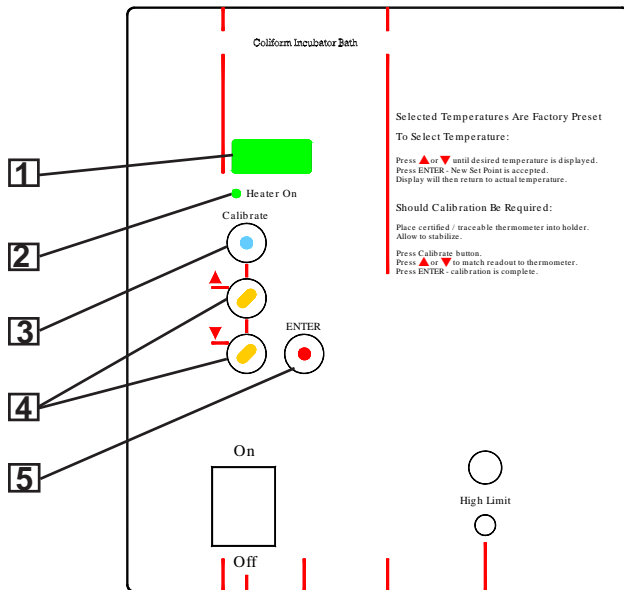 Coliform Incubator Bath
Selected Temperatures Are Factory Preset
To Select Temperature:
Press ▲ or ▼ until desired temperature is displayed.
Press ENTER - New Set Point is accepted.
Display will then return to actual temperature.
Should Calibration Be Required:
Place certified / traceable thermometer into holder.
Allow to stabilize.
Press Calibrate button.
Press ▲ or ▼ to match readout to thermometer.
Press ENTER - calibration is complete.
1
Heater On
2
Calibrate
3
ENTER
4
5
On
Off
High Limit